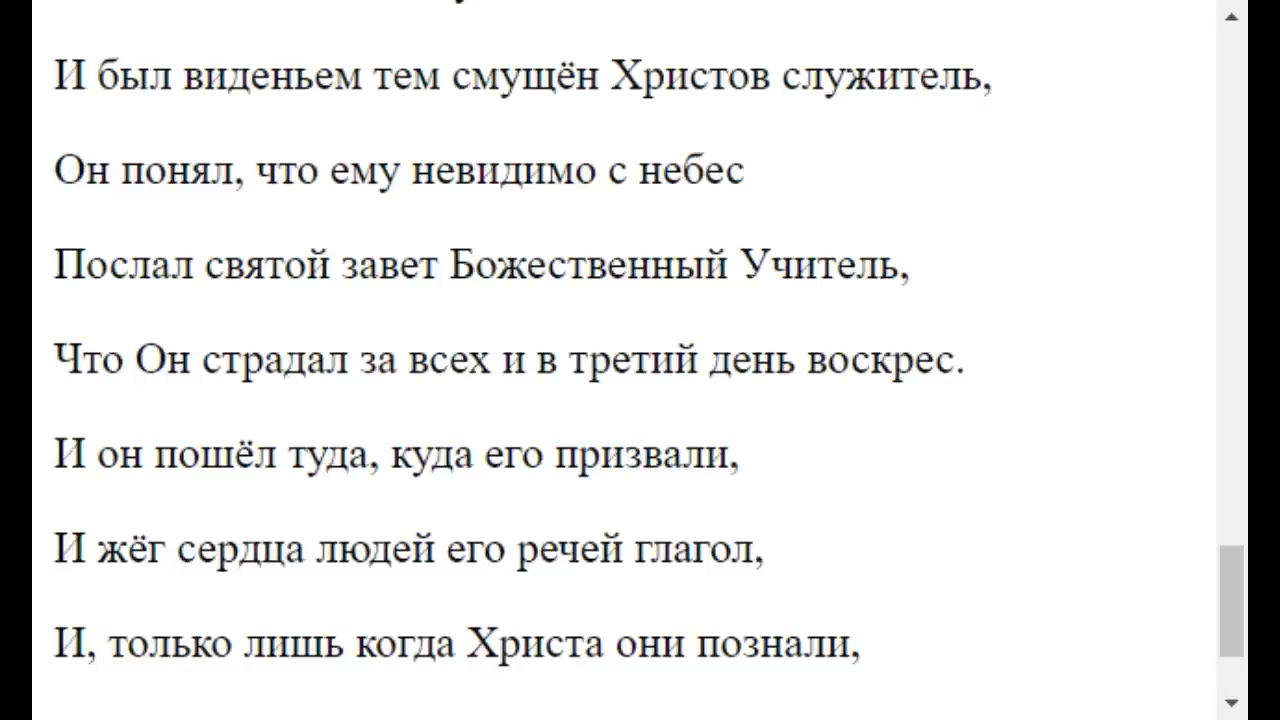 И был виденьем тем смущён Христов служитель,
Он понял, что ему невидимо с небес
Послал святой завет Божественный Учитель,
Что Он страдал за всех и в третий день воскрес.
И он пошёл туда, куда его призвали,
И жёг сердца людей его речей глагол,
И, только лишь когда Христа они познали,